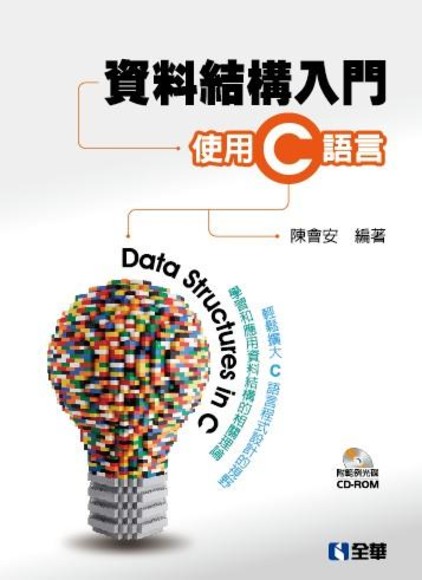 資料結構入門
使用C語言
陳會安 編著
Data Structures in C
學習和應用資料結構的相關理論
輕鬆擴大 C 語言程式設計的視野
附範例光碟
CD-ROM
全華